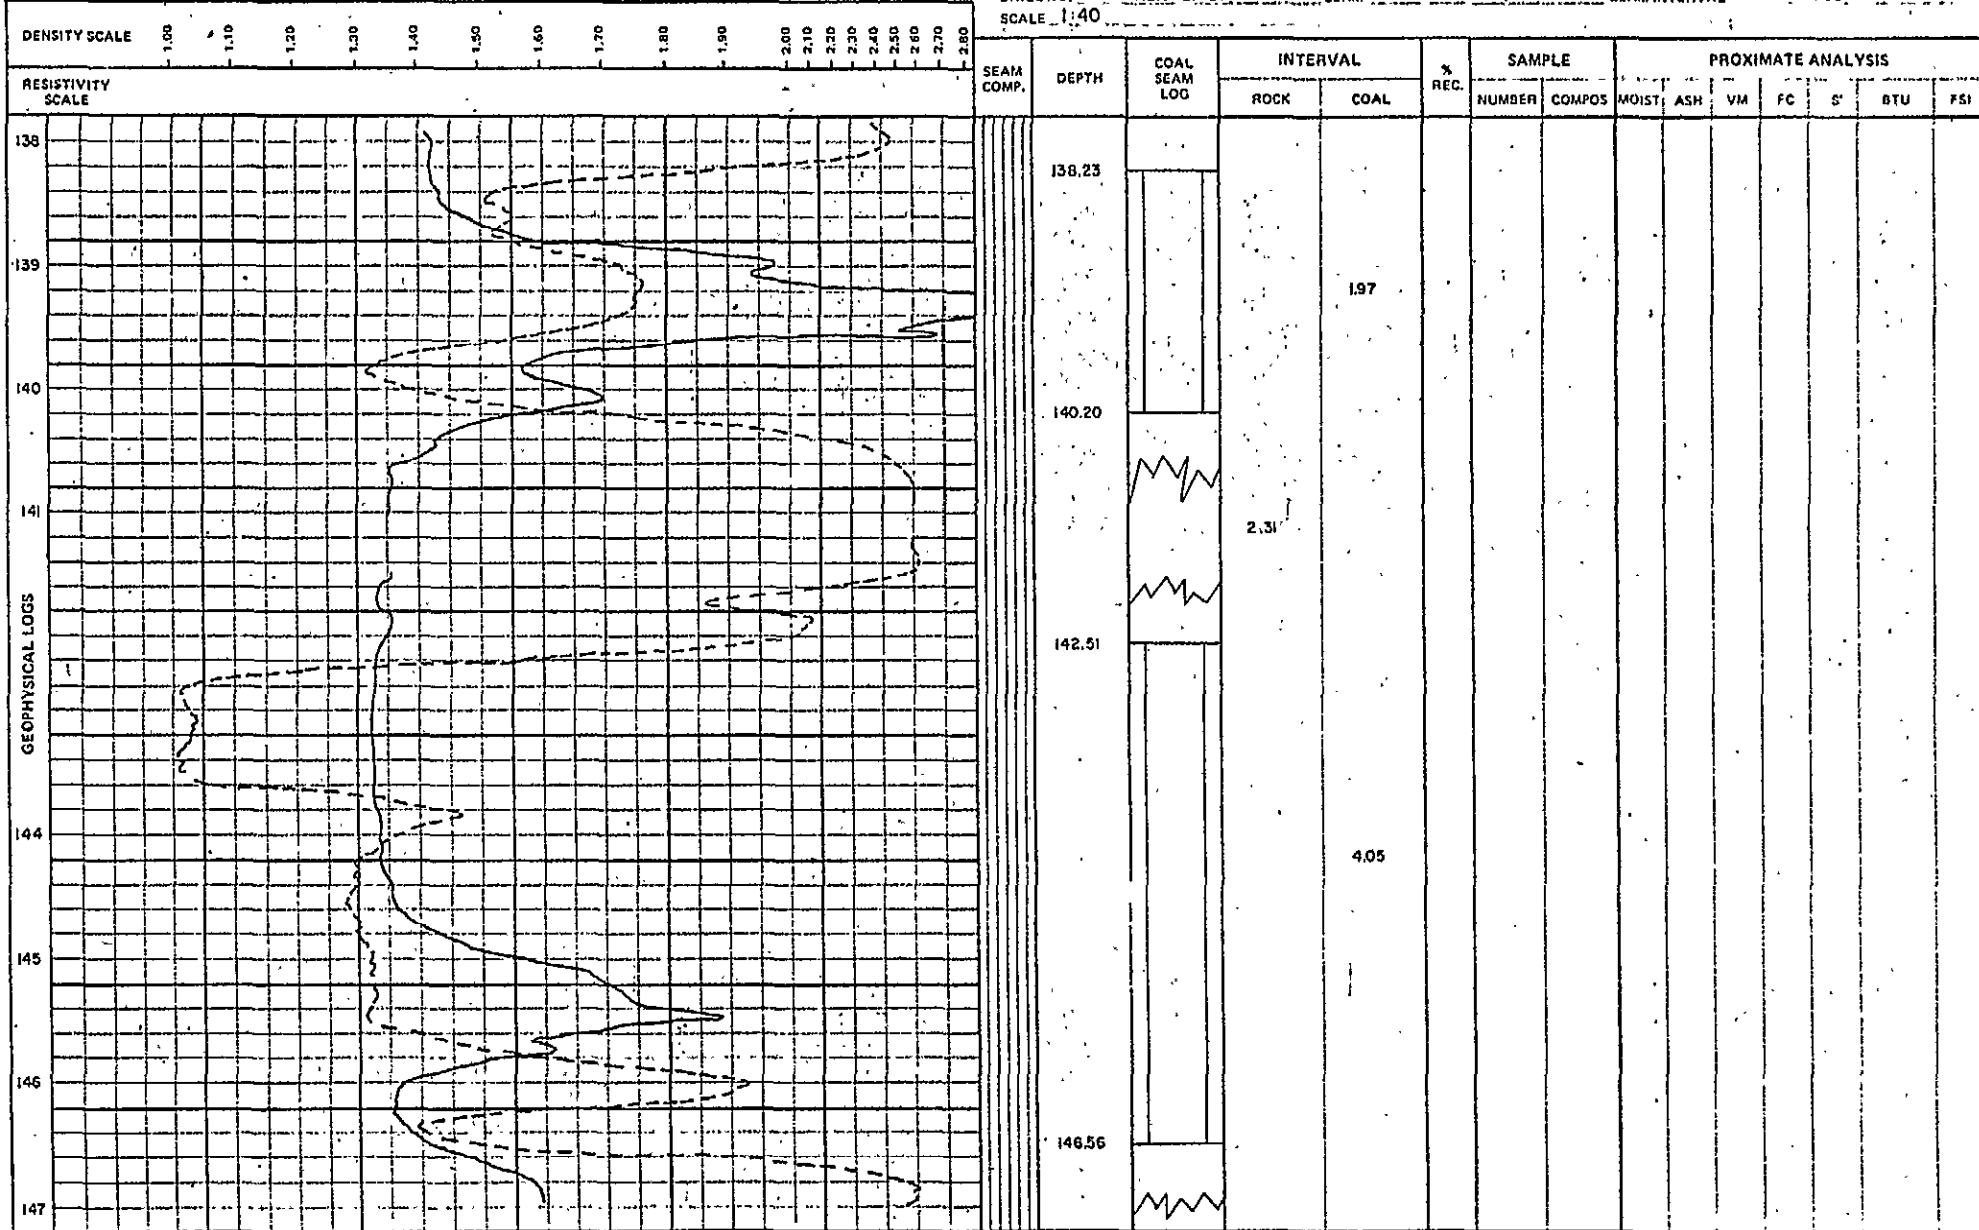 SCALE 1:40
DENSITY SCALE 1.00 1.10 1.20 1.30 1.40 1.50 1.60 1.70 1.80 1.90 2.00 2.10 2.20 2.30 2.40 2.50 2.60 2.70 2.80
RESISTIVITY SCALE
SEAM COMP.
DEPTH
COAL SEAM LOG
INTERVAL
ROCK COAL
% REC.
SAMPLE
NUMBER COMPOS
PROXIMATE ANALYSIS
MOIST ASH VM FC S' BTU FSI
GEOPHYSICAL LOGS
138
139
140
141
144
145
146
147
138.23
1.97
140.20
2.31
142.51
4.05
146.56